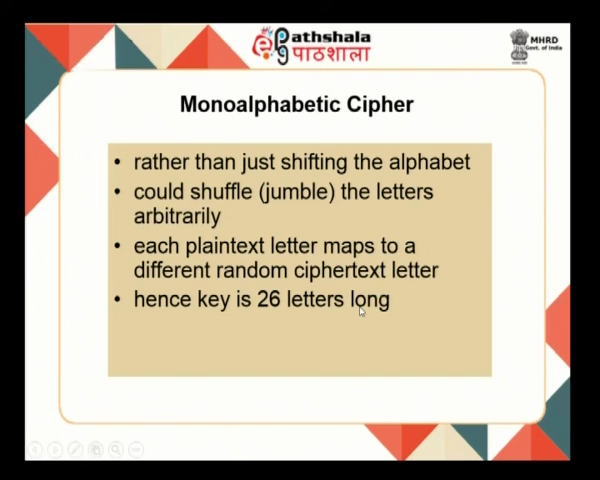 epathshala
पाठशाला
MHRD
Govt. of India
Monoalphabetic Cipher
• rather than just shifting the alphabet
• could shuffle (jumble) the letters
arbitrarily
• each plaintext letter maps to a
different random ciphertext letter
• hence key is 26 letters long